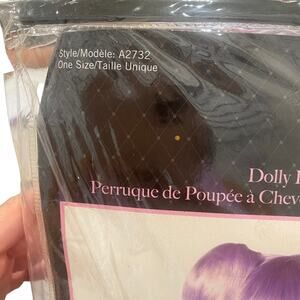 Style/Modèle: A2732
One Size/Taille Unique
Dolly
Perruque de Poupée à